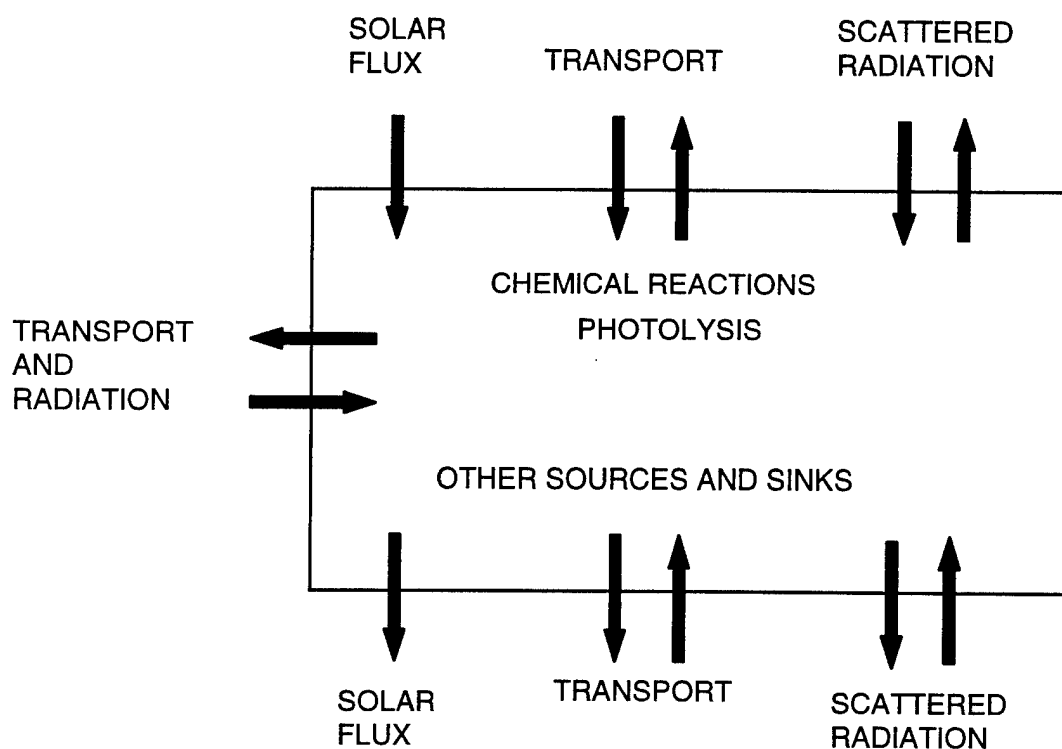 SOLAR
FLUX
TRANSPORT
SCATTERED
RADIATION
CHEMICAL REACTIONS
PHOTOLYSIS
TRANSPORT
AND
RADIATION
OTHER SOURCES AND SINKS
SOLAR
FLUX
TRANSPORT
SCATTERED
RADIATION